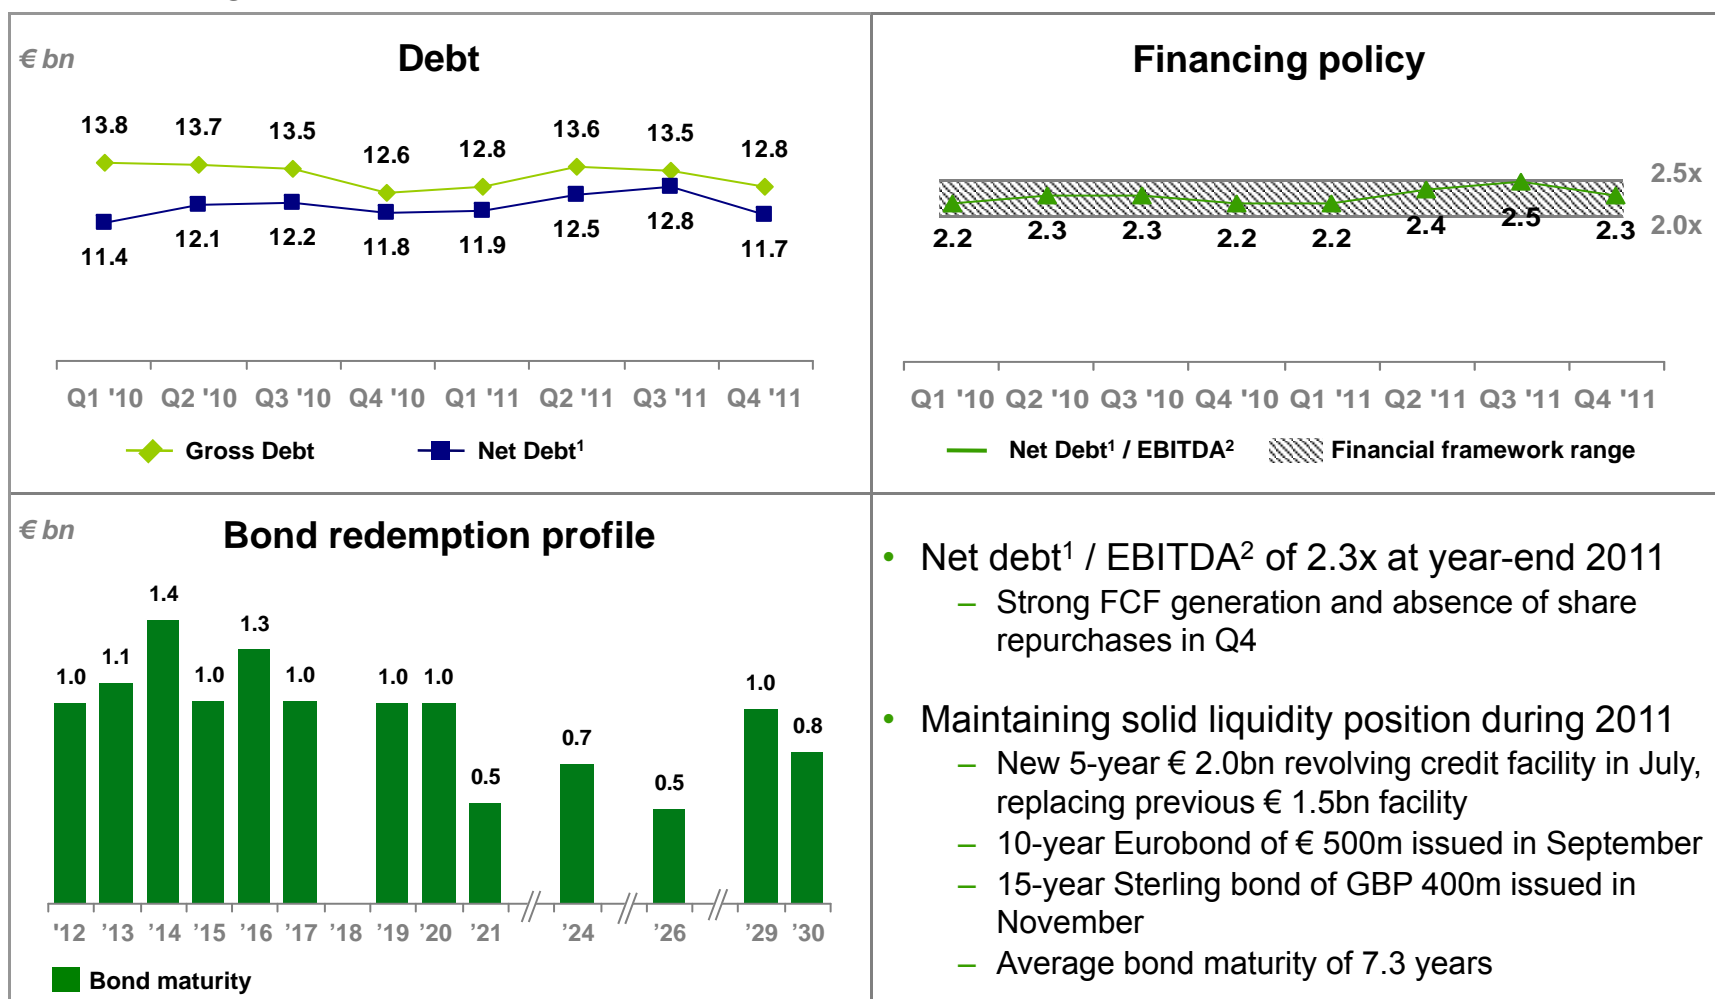 € bn
Debt
13.8 13.7 13.5 12.6 12.8 13.6 13.5 12.8
11.4 12.1 12.2 11.8 11.9 12.5 12.8 11.7
Q1 '10 Q2 '10 Q3 '10 Q4 '10 Q1 '11 Q2 '11 Q3 '11 Q4 '11
Gross Debt Net Debt¹
Financing policy
2.5x
2.2 2.3 2.3 2.2 2.2 2.4 2.5 2.3 2.0x
Q1 '10 Q2 '10 Q3 '10 Q4 '10 Q1 '11 Q2 '11 Q3 '11 Q4 '11
Net Debt¹ / EBITDA² Financial framework range
€ bn
Bond redemption profile
1.0 1.1 1.4 1.0 1.3 1.0 1.0 1.0 0.5 0.7 0.5 1.0 0.8
'12 ’13 ’14 ’15 ’16 ’17 ’18 ’19 ’20 ’21 ’24 ’26 ’29 ’30
Bond maturity
• Net debt¹ / EBITDA² of 2.3x at year-end 2011
– Strong FCF generation and absence of share
repurchases in Q4
• Maintaining solid liquidity position during 2011
– New 5-year € 2.0bn revolving credit facility in July,
replacing previous € 1.5bn facility
– 10-year Eurobond of € 500m issued in September
– 15-year Sterling bond of GBP 400m issued in
November
– Average bond maturity of 7.3 years